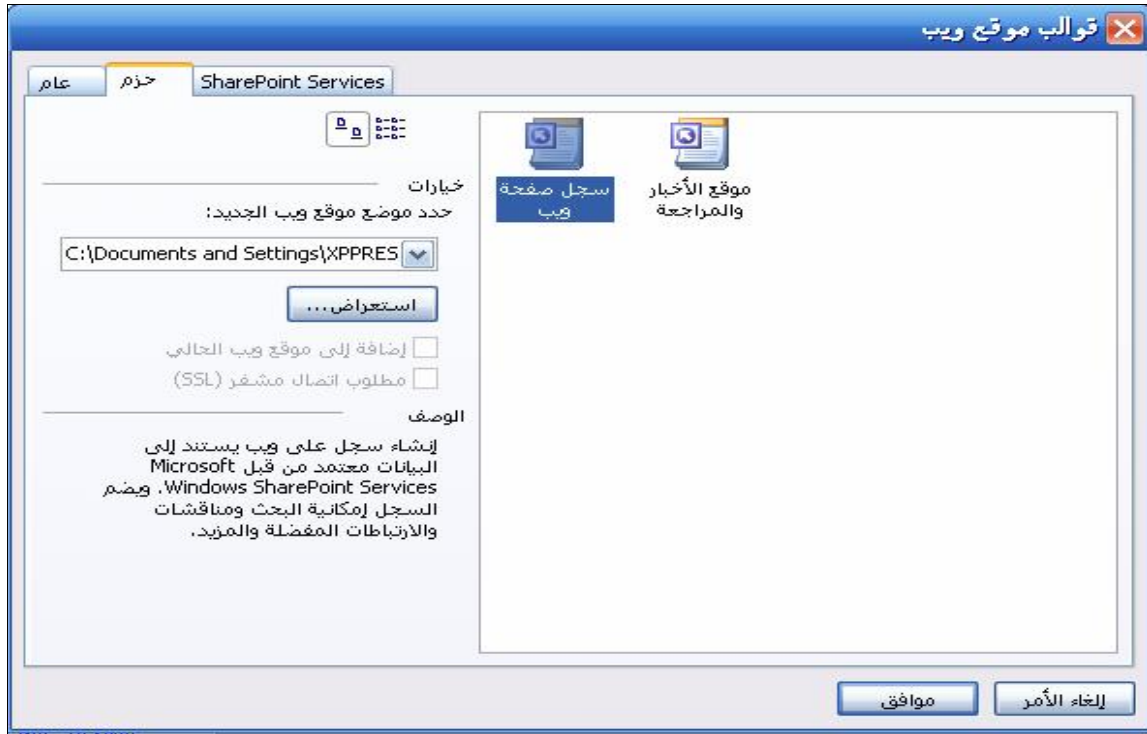 قوالب موقع ويب
عام
حزم
SharePoint Services
سجل صفحة
ويب
موقع الأخبار
والمراجعة
خيارات
حدد موضع موقع ويب الجديد:
C:\Documents and Settings\XPPRES
استعراض...
إضافة إلى موقع ويب الحالي
مطلوب اتصال مشفر (SSL)
الوصف
إنشاء سجل على ويب يستند إلى
البيانات معتمد من قبل Microsoft
Windows SharePoint Services. ويضم
السجل إمكانية البحث ومناقشات
والارتباطات المفضلة والمزيد.
موافق
إلغاء الأمر